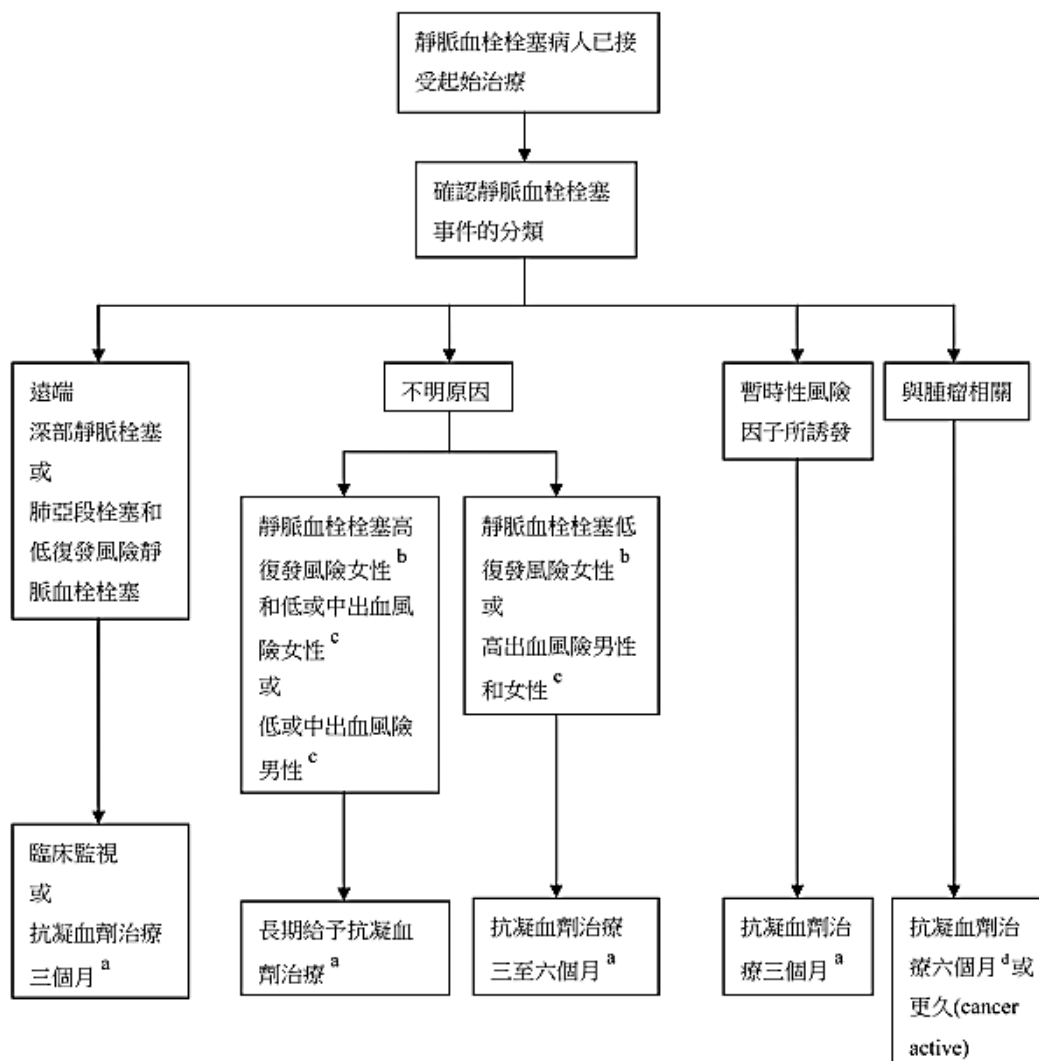 靜脈血栓栓塞病人已接
受起始治療
確認靜脈血栓栓塞
事件的分類
遠端
深部靜脈栓塞
或
肺亞段栓塞和
低復發風險靜
脈血栓栓塞
不明原因
靜脈血栓栓塞高
復發風險女性 b
和低或中出血風
險女性 c
或
低或中出血風險
男性 c
靜脈血栓栓塞低
復發風險女性 b
或
高出血風險男性
和女性 c
暫時性風險
因子所誘發
與腫瘤相關
臨床監視
或
抗凝血劑治療
三個月 a
長期給予抗凝血
劑治療 a
抗凝血劑治療
三至六個月 a
抗凝血劑治
療三個月 a
抗凝血劑治
療六個月 d 或
更久(cancer
active)